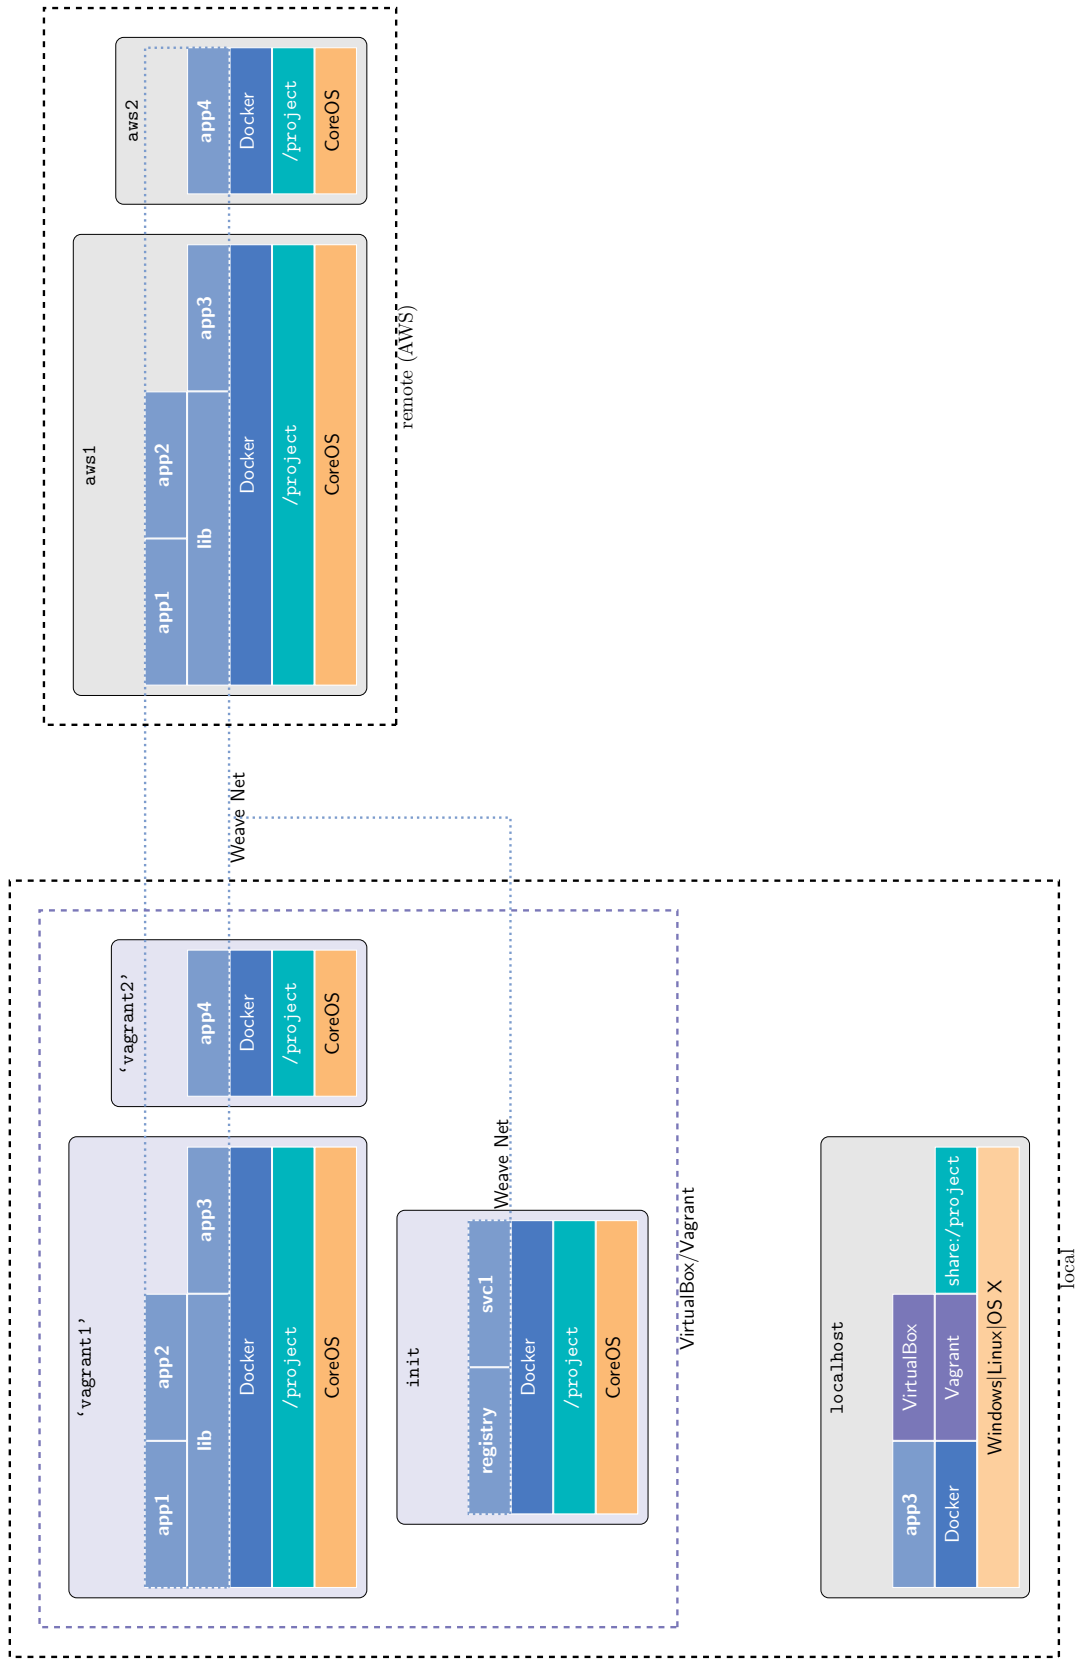 ‘vagrant1’
app1
app2
lib
app3
Docker
/project
CoreOS
‘vagrant2’
app4
Docker
/project
CoreOS
init
registry
svc1
Docker
/project
CoreOS
Weave Net
VirtualBox/Vagrant
localhost
app3
VirtualBox
Docker
Vagrant
share:/project
Windows|Linux|OS X
local
Weave Net
aws1
app1
app2
lib
app3
Docker
/project
CoreOS
aws2
app4
Docker
/project
CoreOS
remote (AWS)